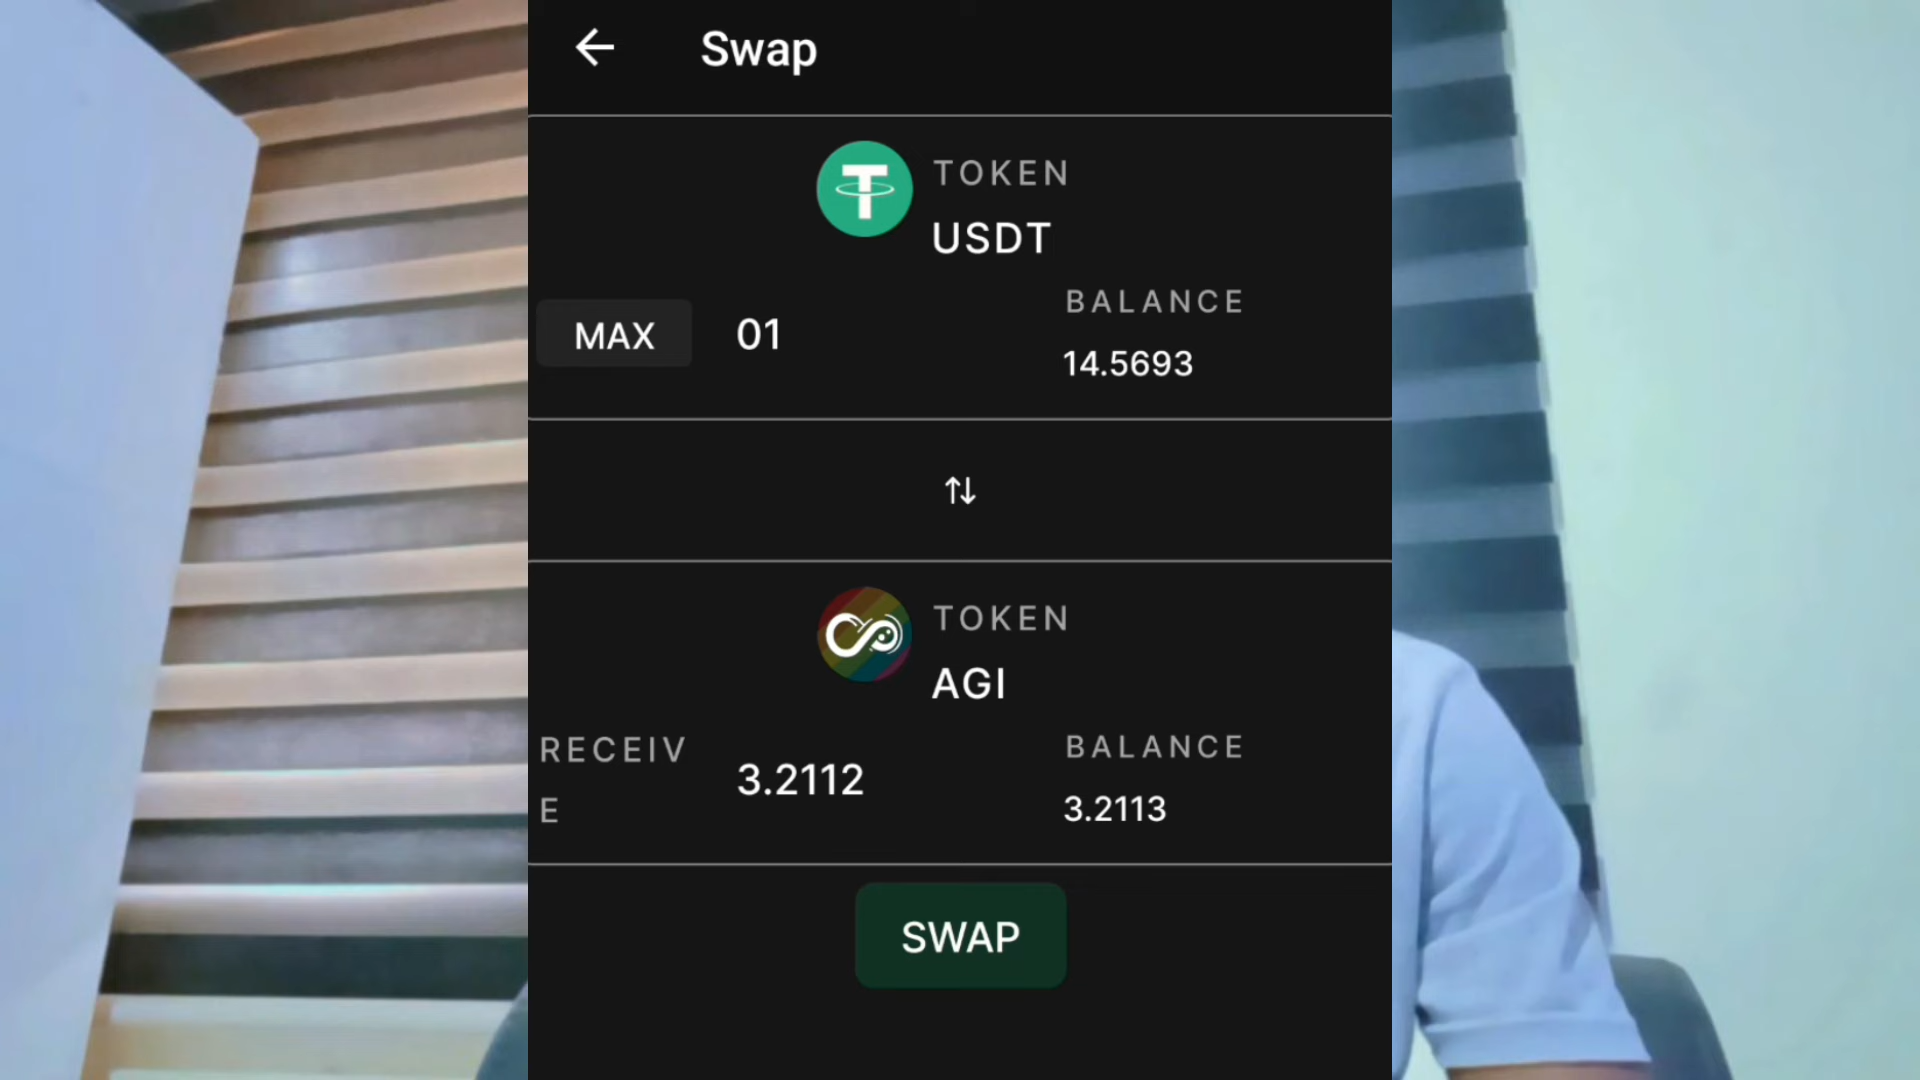 Swap
TOKEN
USDT
MAX
01
BALANCE
14.5693
TOKEN
AGI
RECEIV
E
3.2112
BALANCE
3.2113
SWAP